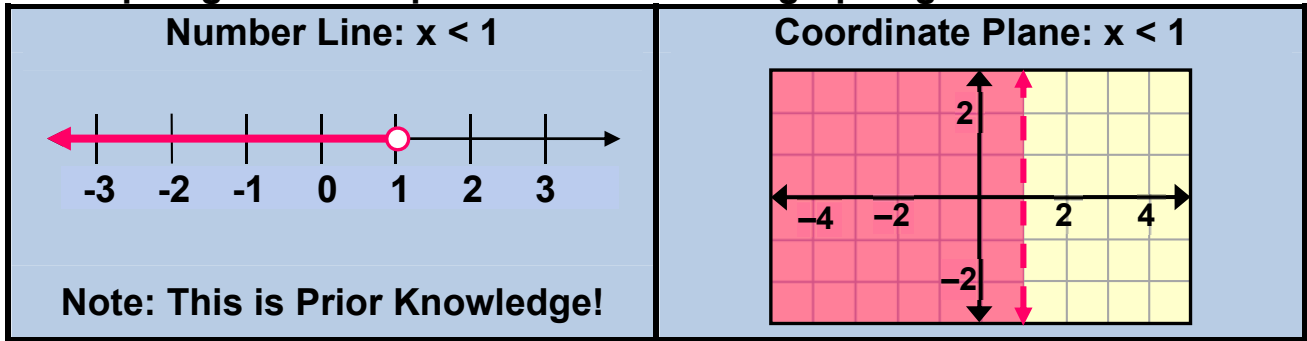 Number Line: x < 1
-3 -2 -1 0 1 2 3
Note: This is Prior Knowledge!
Coordinate Plane: x < 1
2
–4 –2 2 4
–2